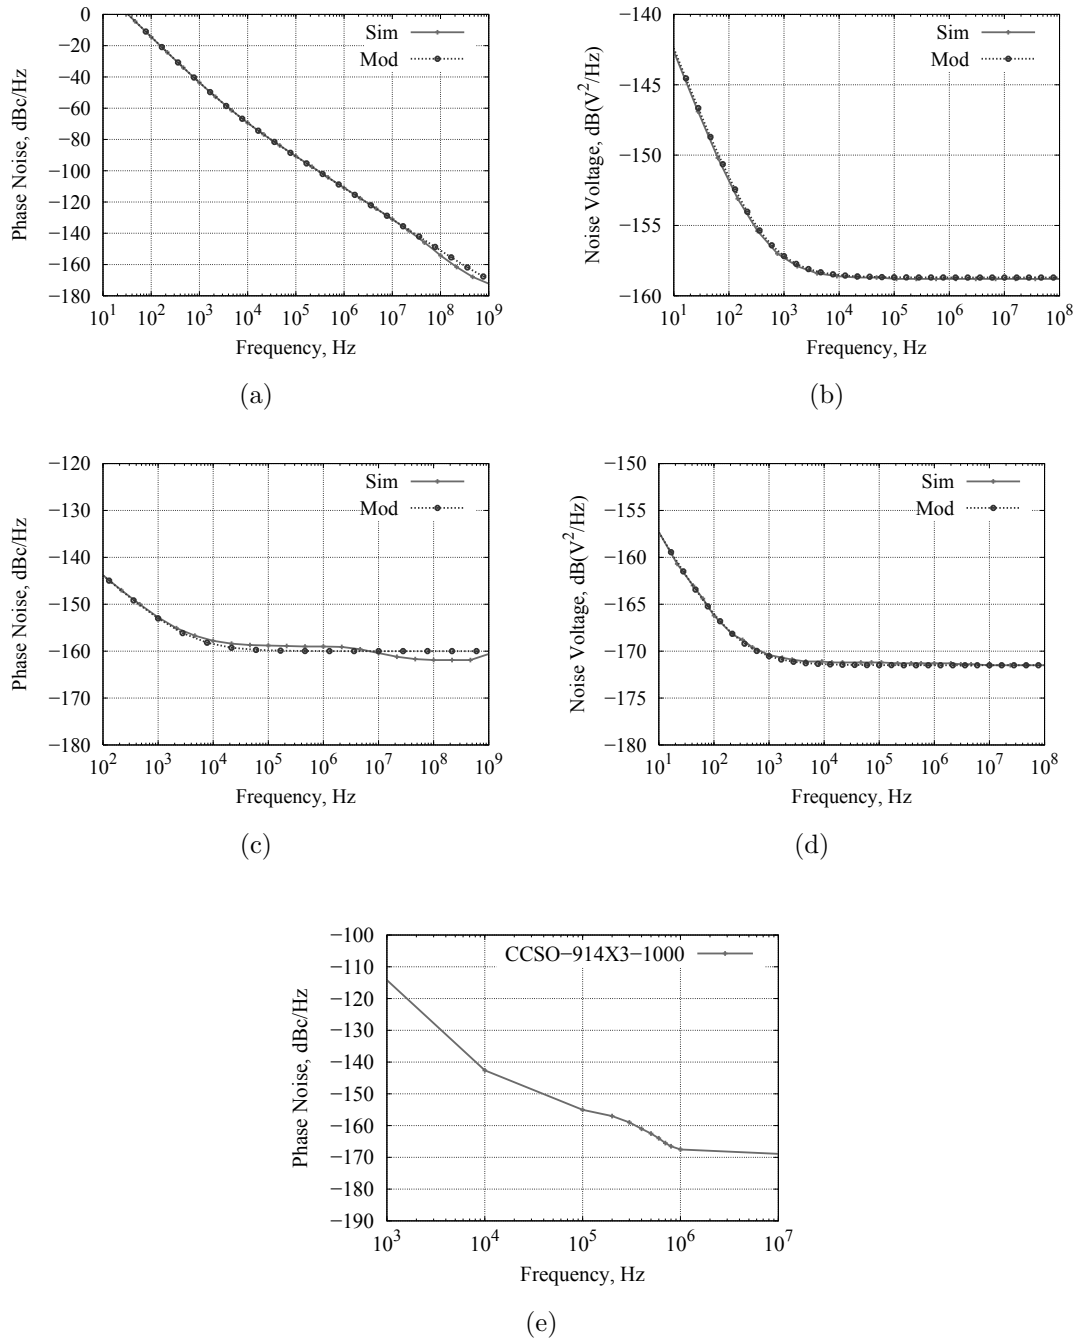 0
−20
−40
−60
−80
−100
−120
−140
−160
−180
Phase Noise, dBc/Hz
Sim
Mod
10^1 10^2 10^3 10^4 10^5 10^6 10^7 10^8 10^9
Frequency, Hz
(a)
−140
−145
−150
−155
−160
Noise Voltage, dB(V^2/Hz)
Sim
Mod
10^1 10^2 10^3 10^4 10^5 10^6 10^7 10^8
Frequency, Hz
(b)
−120
−130
−140
−150
−160
−170
−180
Phase Noise, dBc/Hz
Sim
Mod
10^2 10^3 10^4 10^5 10^6 10^7 10^8 10^9
Frequency, Hz
(c)
−150
−155
−160
−165
−170
−175
−180
Noise Voltage, dB(V^2/Hz)
Sim
Mod
10^1 10^2 10^3 10^4 10^5 10^6 10^7 10^8
Frequency, Hz
(d)
−100
−110
−120
−130
−140
−150
−160
−170
−180
−190
Phase Noise, dBc/Hz
CCSO−914X3−1000
10^3 10^4 10^5 10^6 10^7
Frequency, Hz
(e)